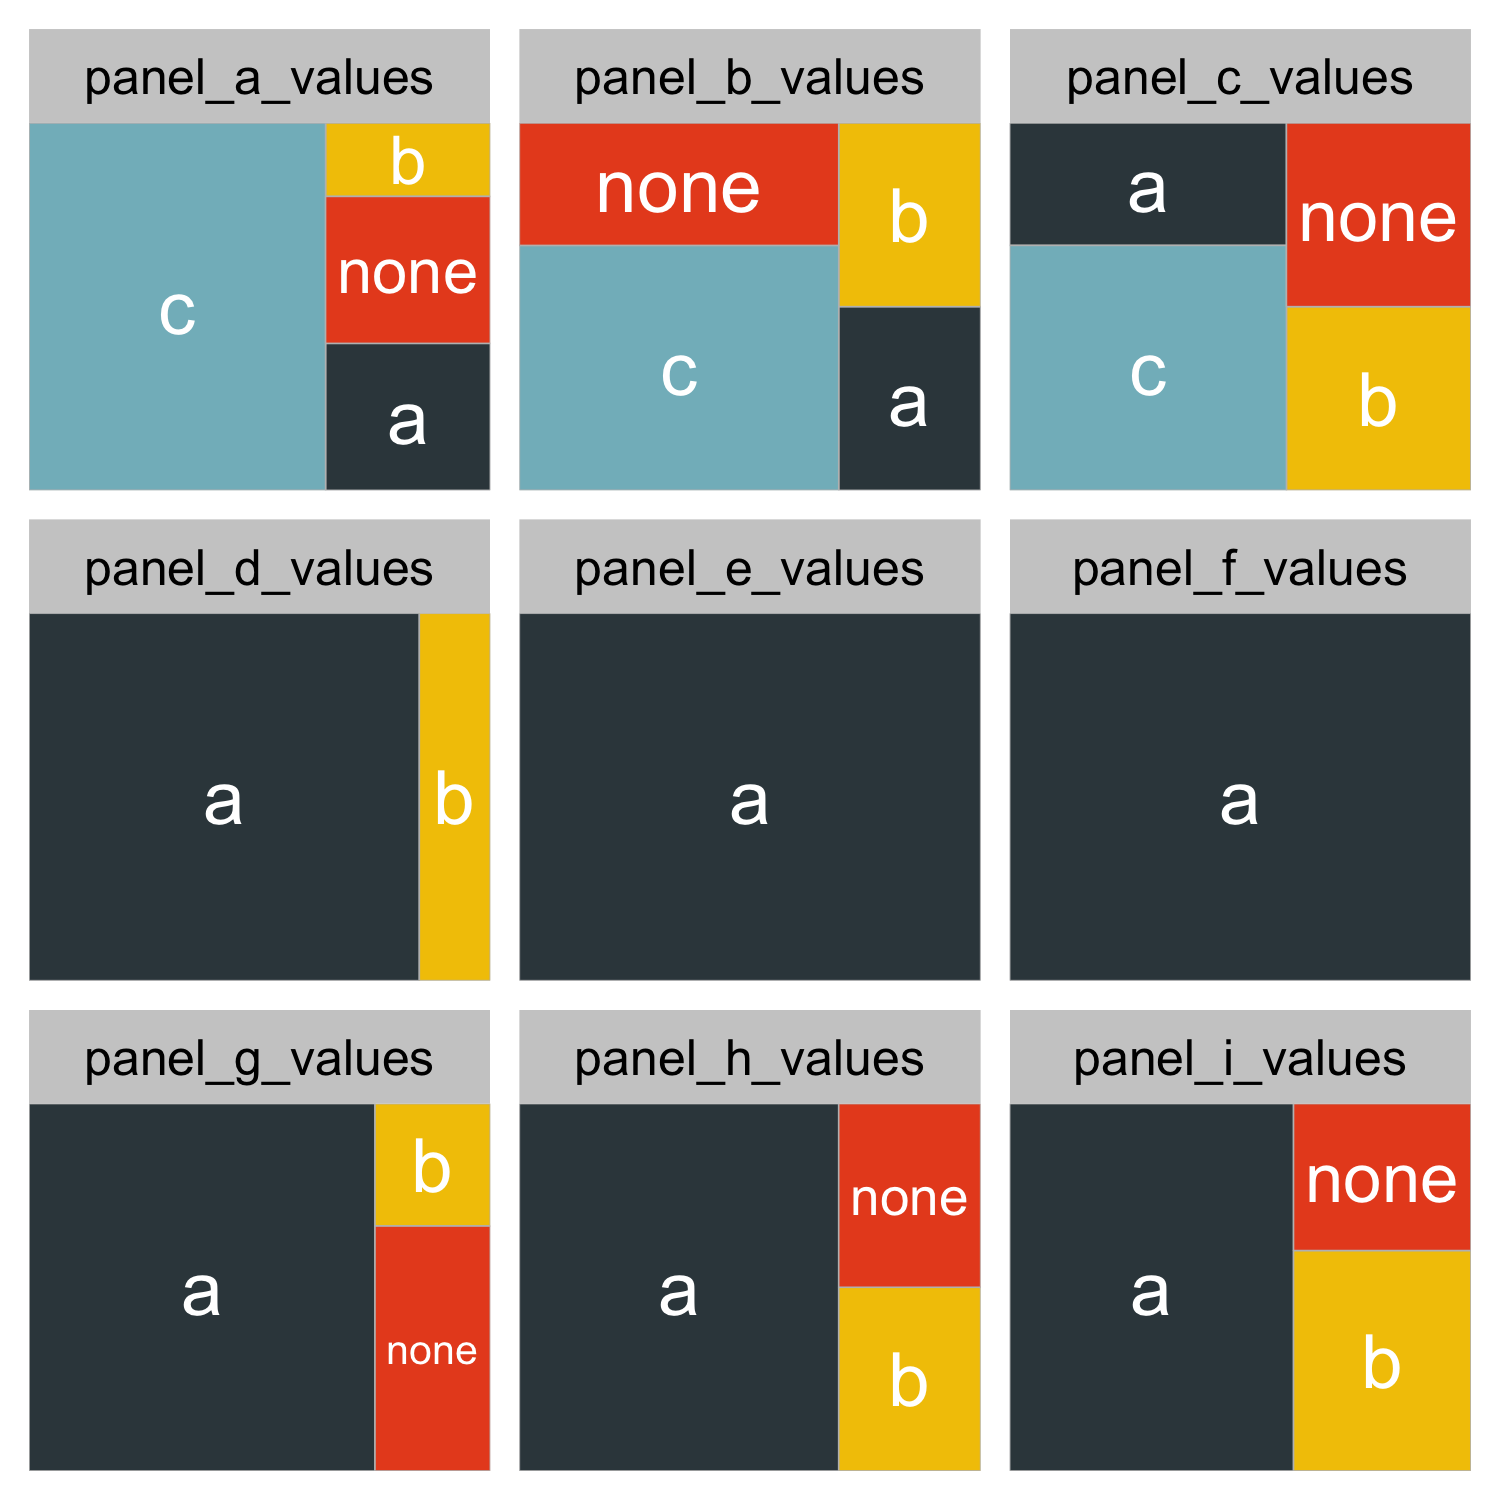 panel_a_values
panel_b_values
panel_c_values
b
none
b
a
none
none
c
c
c
a
a
b
panel_d_values
panel_e_values
panel_f_values
a
b
a
a
panel_g_values
panel_h_values
panel_i_values
b
none
none
a
a
a
none
b
b